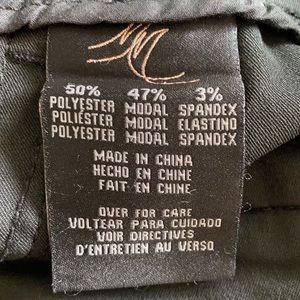 50% 47% 3%
POLYESTER MODAL SPANDEX
POLIÉSTER MODAL ELASTINO
POLYESTER MODAL SPANDEX
MADE IN CHINA
HECHO EN CHINE
FAIT EN CHINE
OVER FOR CARE
VOLTEAR PARA CUIDADO
VOIR DIRECTIVES
D'ENTRETIEN AU VERSO